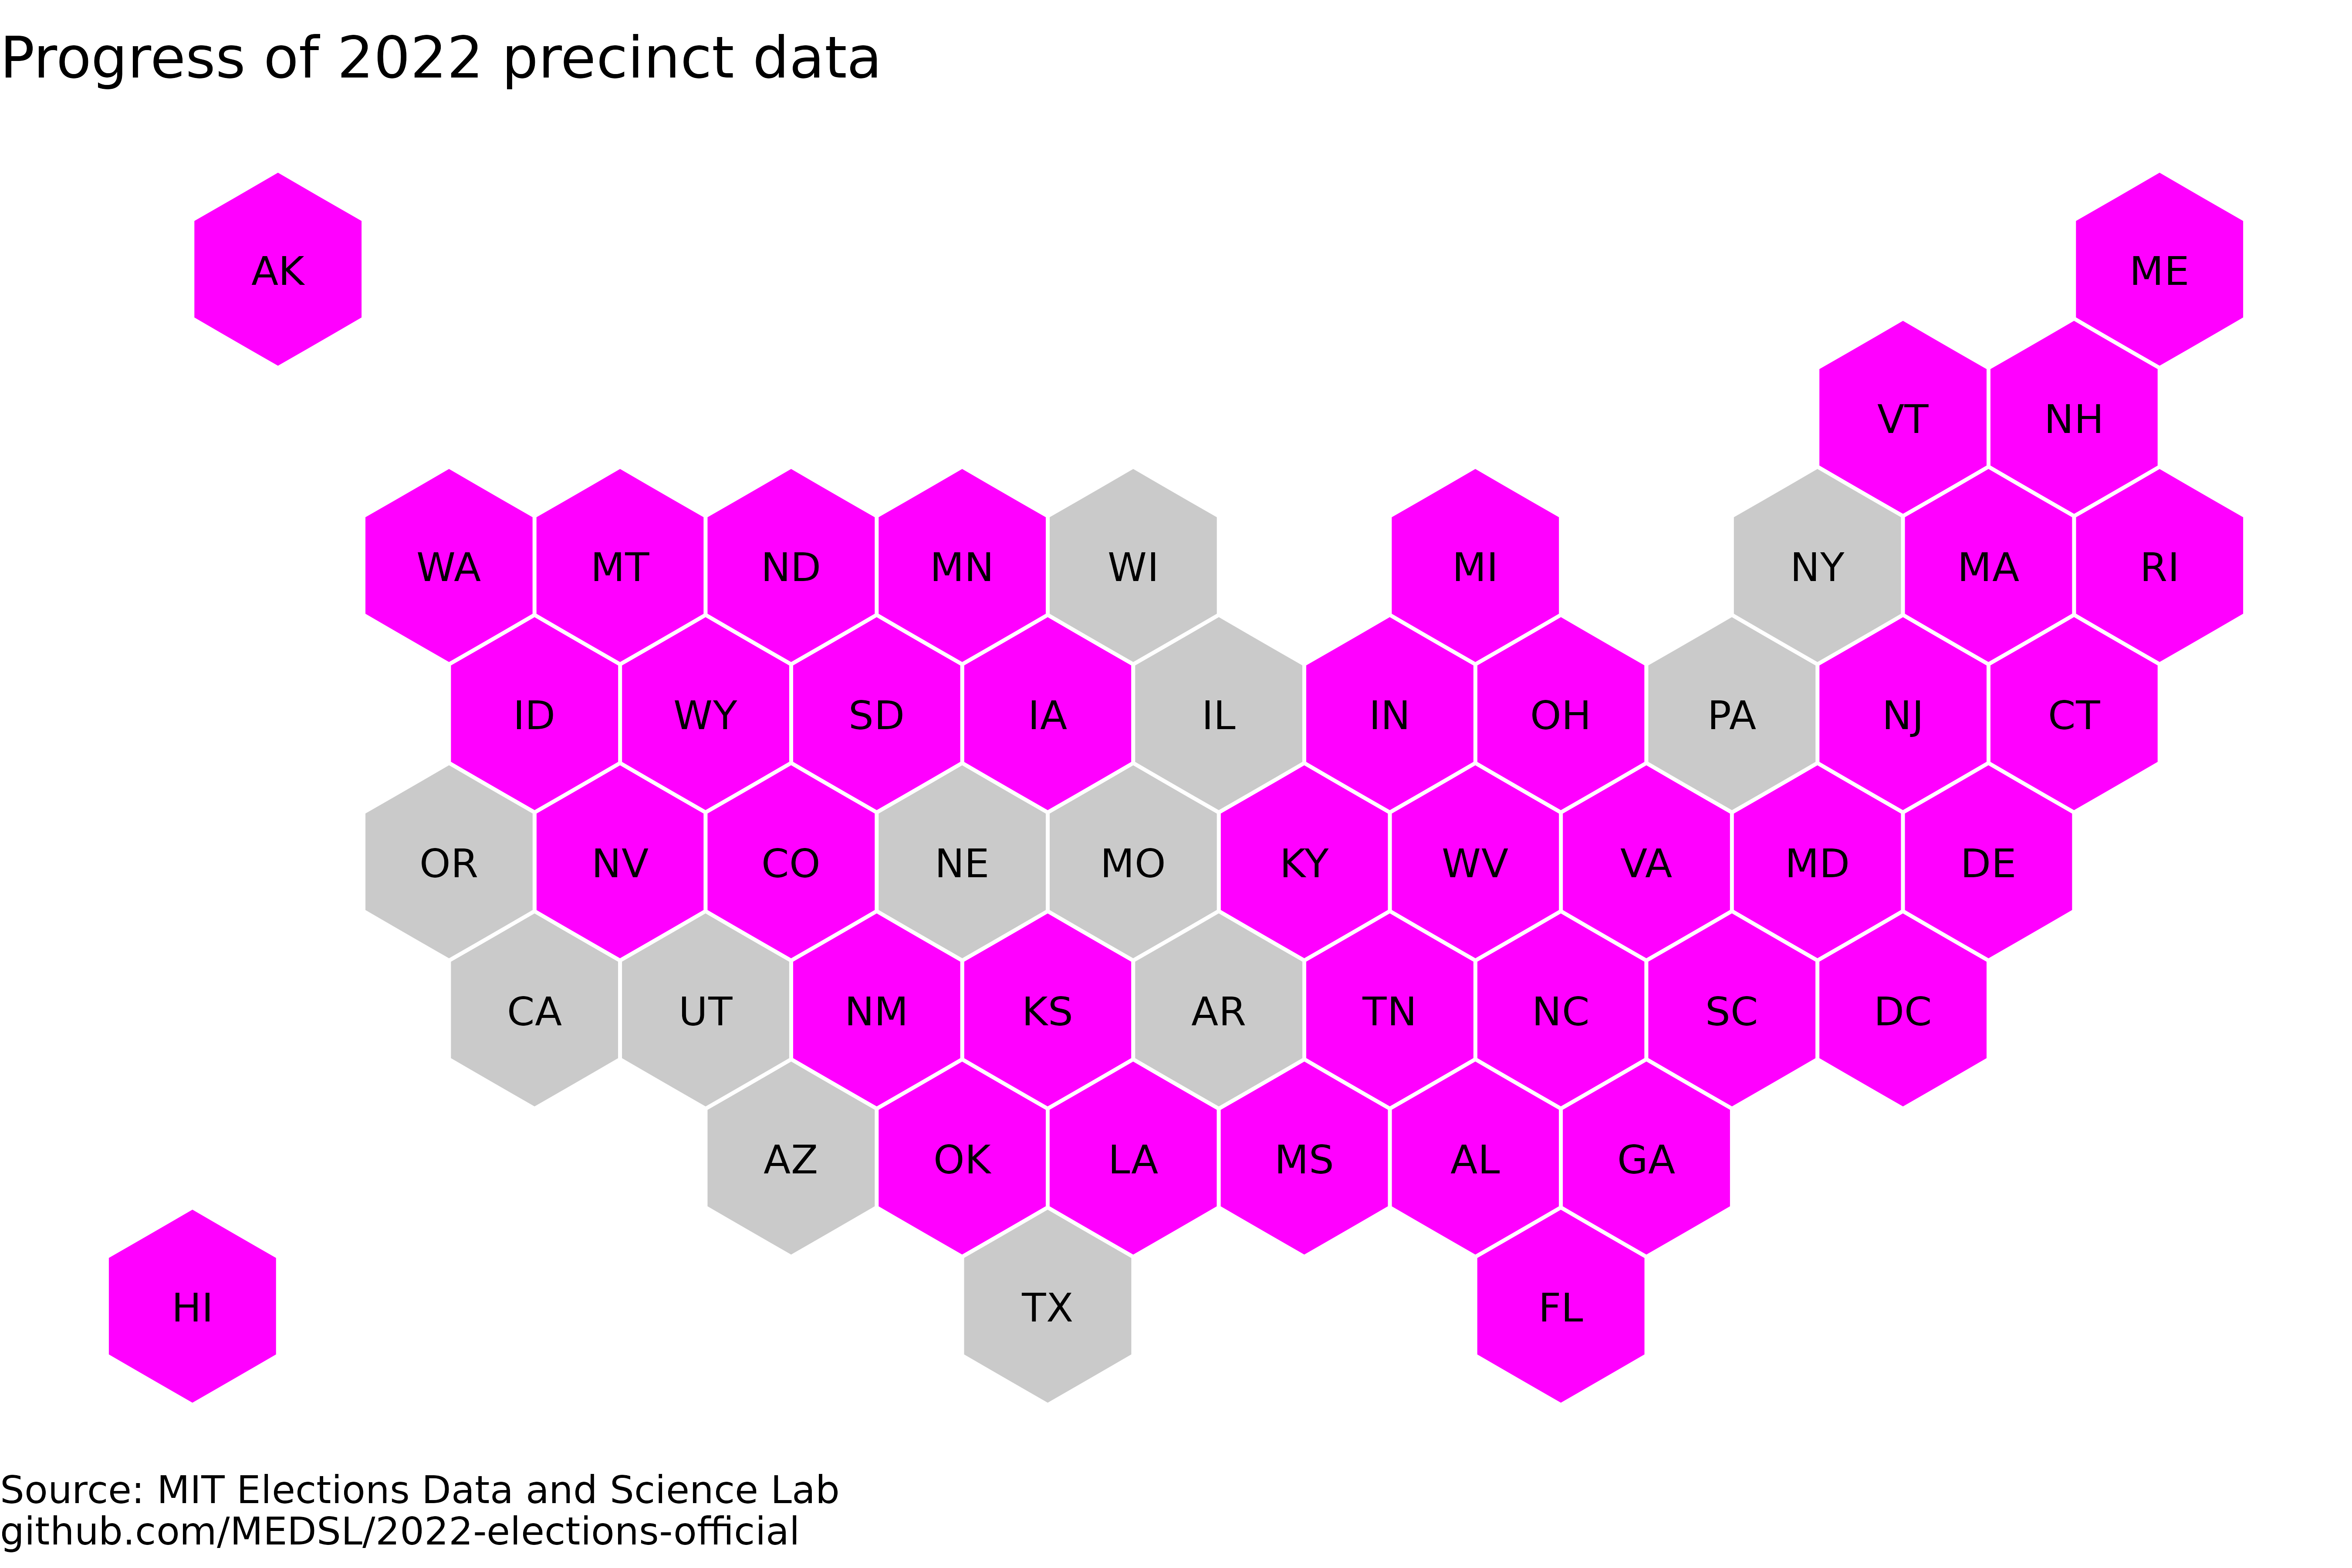 Progress of 2022 precinct data
AK
ME
VT
NH
WA
MT
ND
MN
WI
MI
NY
MA
RI
ID
WY
SD
IA
IL
IN
OH
PA
NJ
CT
OR
NV
CO
NE
MO
KY
WV
VA
MD
DE
CA
UT
NM
KS
AR
TN
NC
SC
DC
AZ
OK
LA
MS
AL
GA
HI
TX
FL
Source: MIT Elections Data and Science Lab
github.com/MEDSL/2022-elections-official